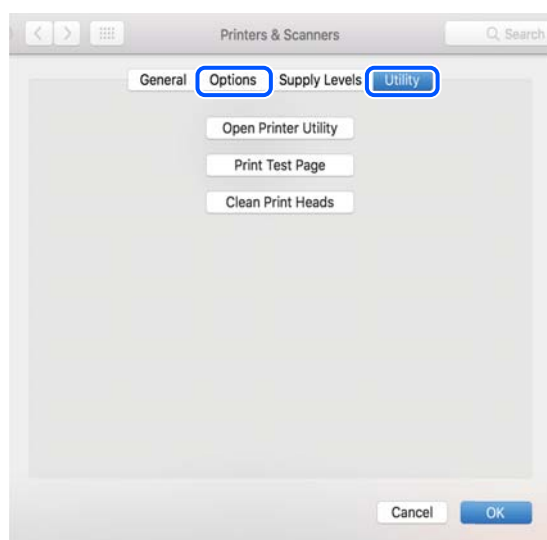 Printers & Scanners Search
General Options Supply Levels Utility
Open Printer Utility
Print Test Page
Clean Print Heads
Cancel OK